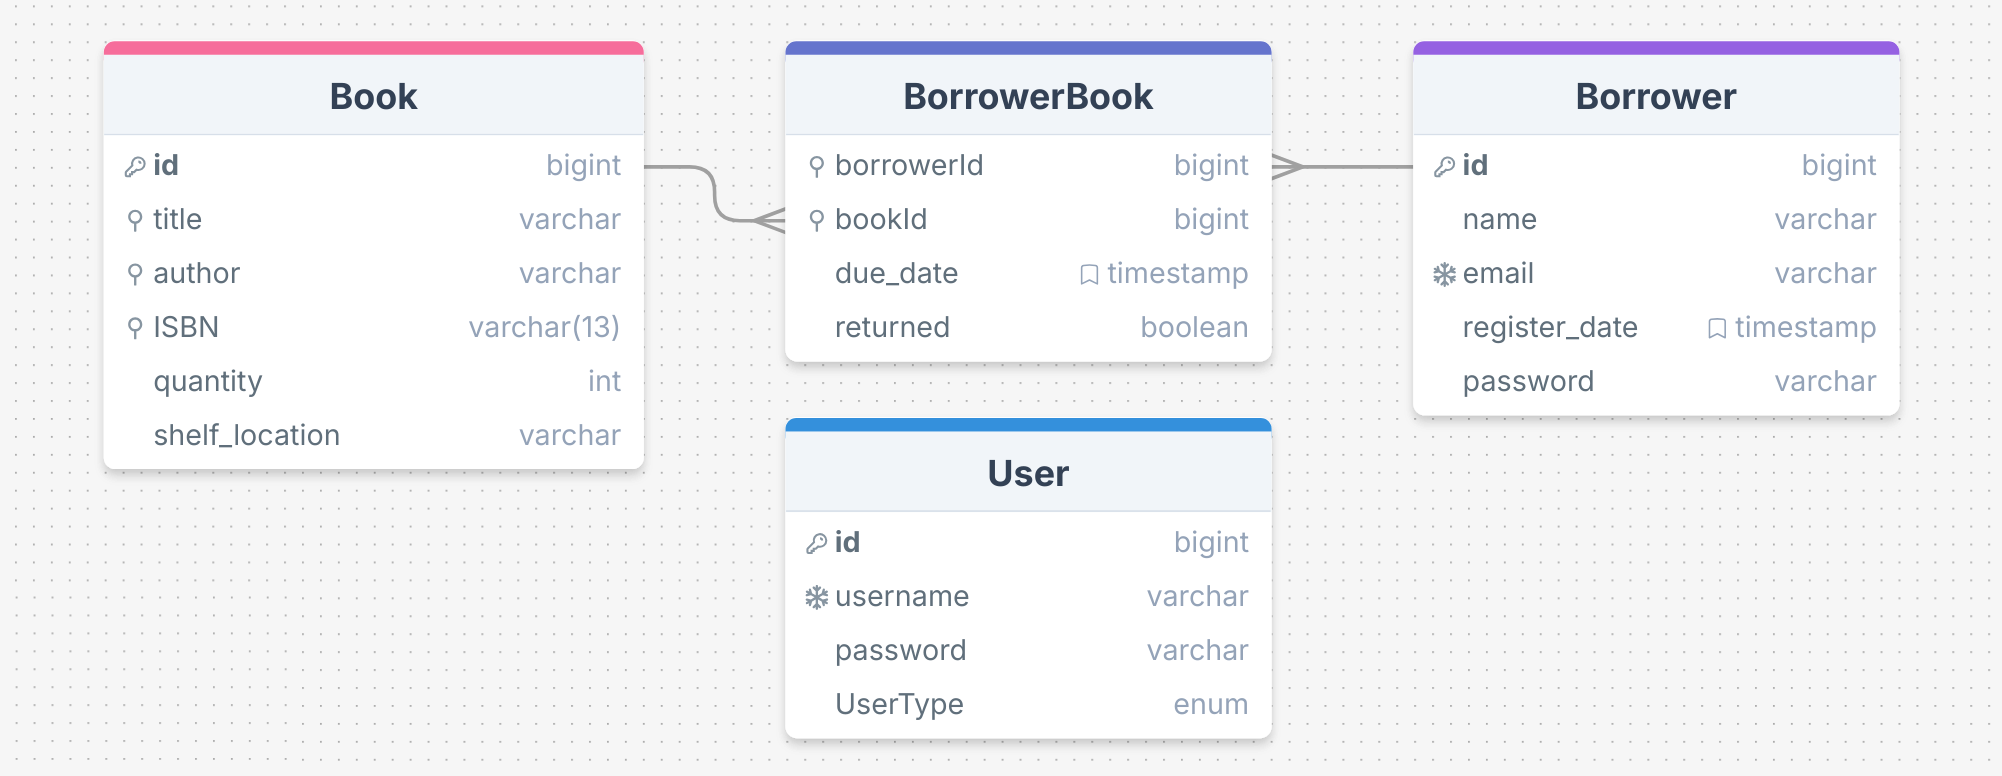 Book
id bigint
title varchar
author varchar
ISBN varchar(13)
quantity int
shelf_location varchar
BorrowerBook
borrowerId bigint
bookId bigint
due_date timestamp
returned boolean
Borrower
id bigint
name varchar
email varchar
register_date timestamp
password varchar
User
id bigint
username varchar
password varchar
UserType enum